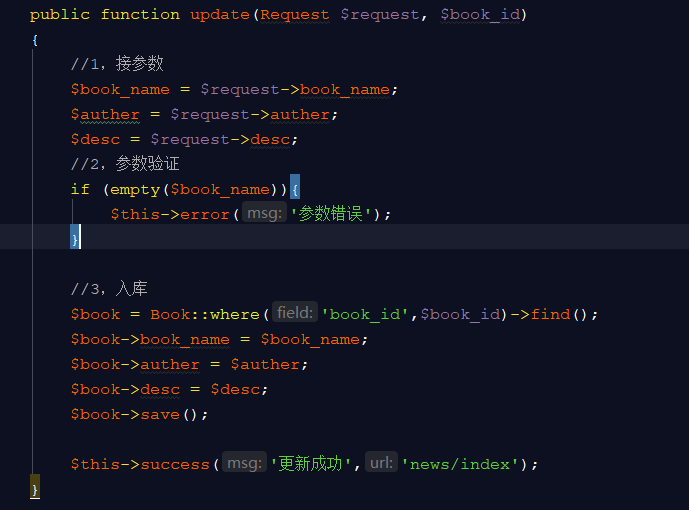 public function update(Request $request, $book_id)
{
//1，接参数
$book_name = $request->book_name;
$auther = $request->auther;
$desc = $request->desc;
//2，参数验证
if (empty($book_name)){
$this->error( msg: '参数错误');
}
//3，入库
$book = Book::where( field: 'book_id',$book_id)->find();
$book->book_name = $book_name;
$book->auther = $auther;
$book->desc = $desc;
$book->save();
$this->success( msg: '更新成功', url: 'news/index');
}